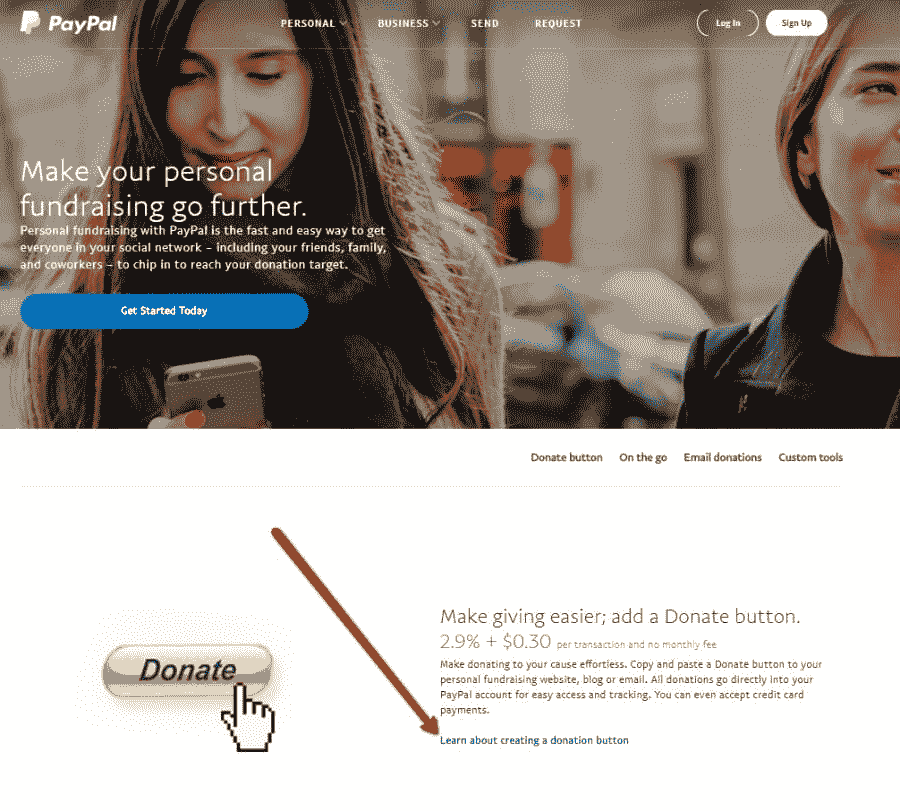 PayPal
PERSONAL
BUSINESS
SEND
REQUEST
Log In
Sign Up
Make your personal
fundraising go further.
Personal fundraising with PayPal is the fast and easy way to get
everyone in your social network – including your friends, family,
and coworkers – to chip in to reach your donation target.
Get Started Today
Donate button
On the go
Email donations
Custom tools
Donate
Make giving easier; add a Donate button.
2.9% + $0.30 per transaction and no monthly fee
Make donating to your cause effortless. Copy and paste a Donate button to your
personal fundraising website, blog or email. All donations go directly into your
PayPal account for easy access and tracking. You can even accept credit card
payments.
Learn about creating a donation button